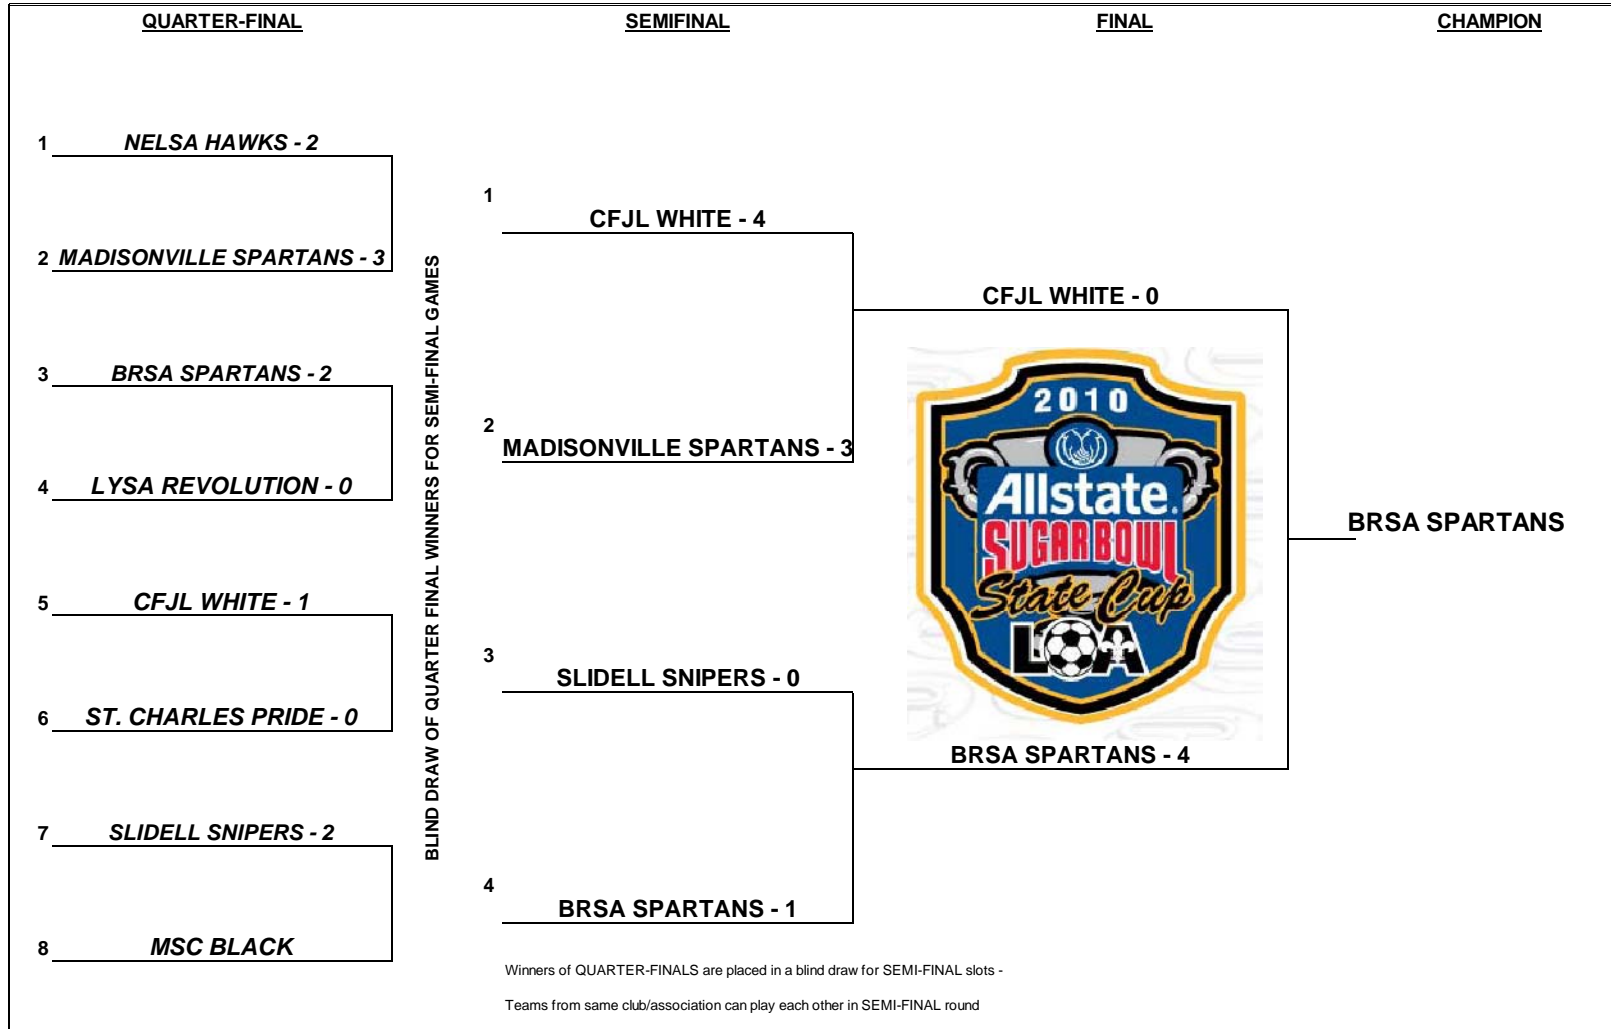 QUARTER-FINAL
SEMIFINAL
FINAL
CHAMPION
1 NELSA HAWKS - 2
2 MADISONVILLE SPARTANS - 3
3 BRSA SPARTANS - 2
4 LYSA REVOLUTION - 0
5 CFJL WHITE - 1
6 ST. CHARLES PRIDE - 0
7 SLIDELL SNIPERS - 2
8 MSC BLACK
BLIND DRAW OF QUARTER FINAL WINNERS FOR SEMI-FINAL GAMES
1
CFJL WHITE - 4
2
MADISONVILLE SPARTANS - 3
3
SLIDELL SNIPERS - 0
4
BRSA SPARTANS - 1
CFJL WHITE - 0
2010
Allstate.
SUGAR BOWL
State Cup
LSA
BRSA SPARTANS - 4
BRSA SPARTANS
Winners of QUARTER-FINALS are placed in a blind draw for SEMI-FINAL slots -
Teams from same club/association can play each other in SEMI-FINAL round